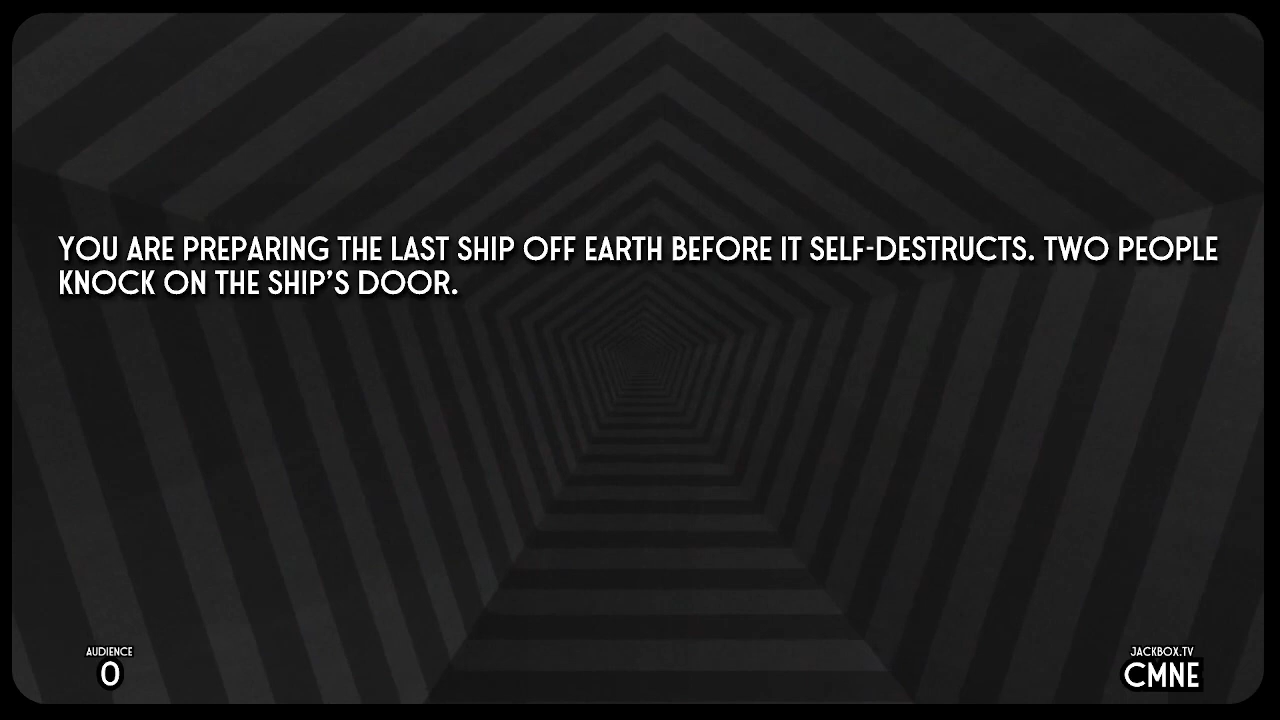 YOU ARE PREPARING THE LAST SHIP OFF EARTH BEFORE IT SELF-DESTRUCTS. TWO PEOPLE
KNOCK ON THE SHIP'S DOOR.
AUDIENCE
0
JACKBOX.TV
CMNE